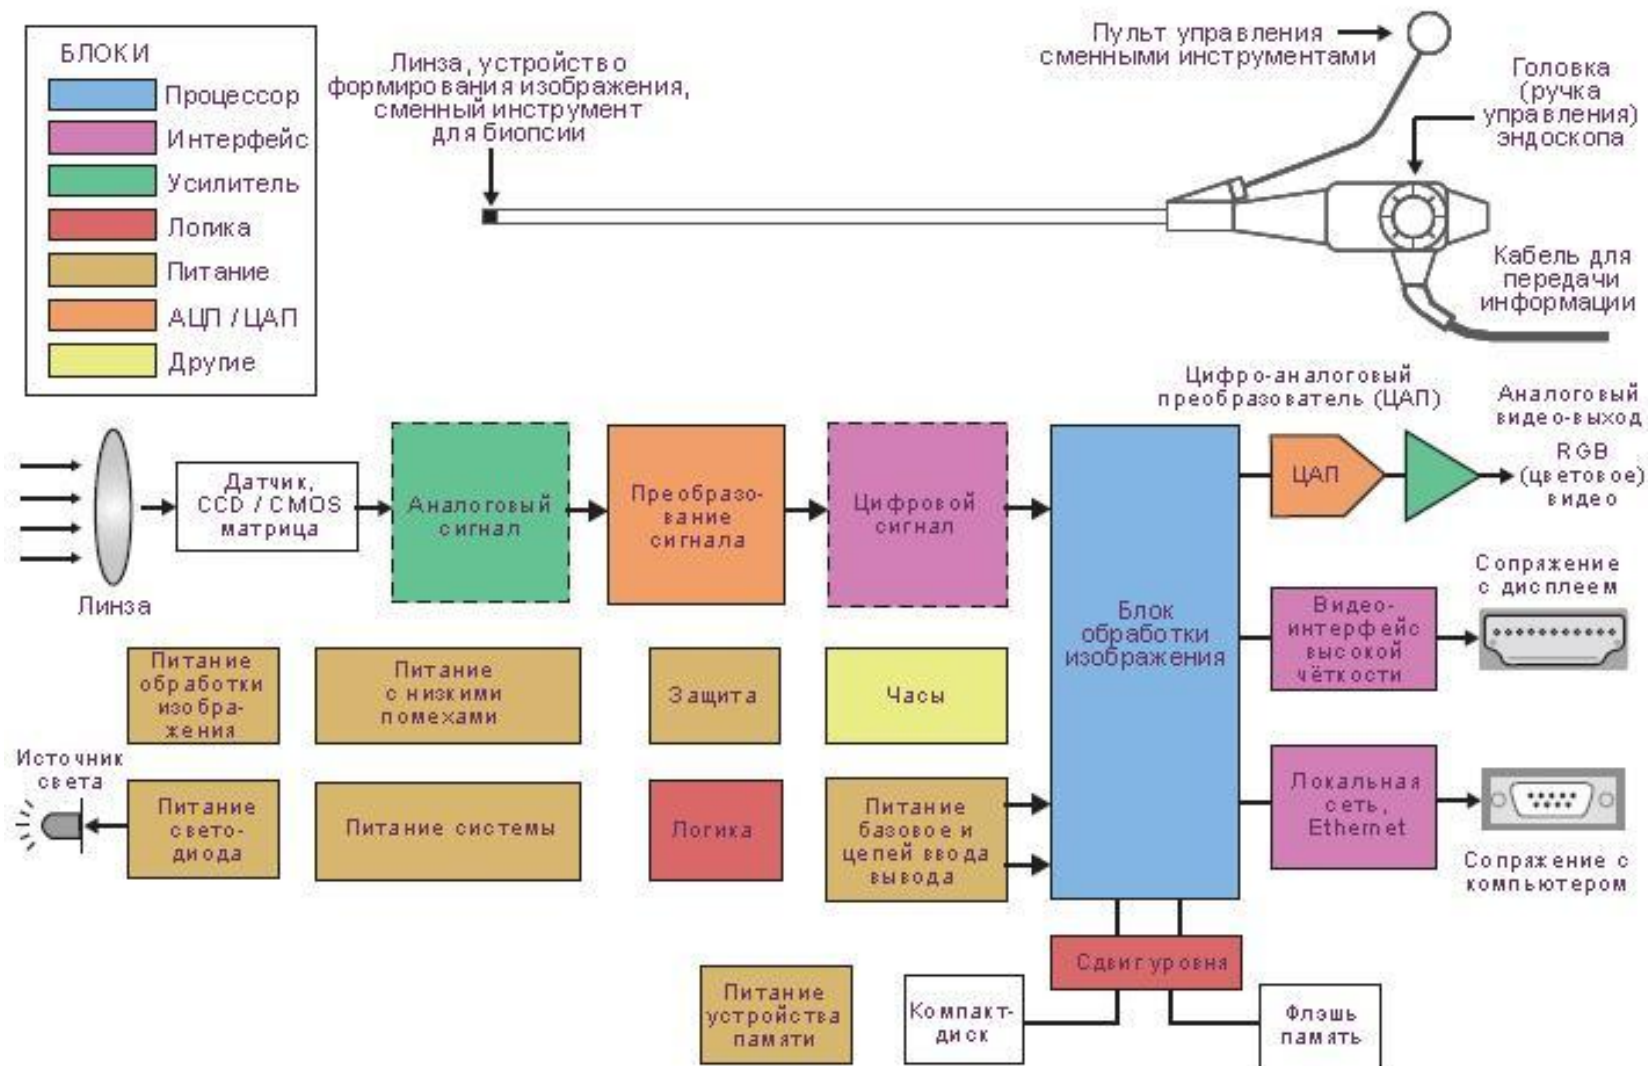 БЛОКИ
Процессор
Интерфейс
Усилитель
Логика
Питание
АЦП / ЦАП
Другие
Линза, устройство
формирования изображения,
сменный инструмент
для биопсии
Пульт управления
сменными инструментами
Головка
(ручка
управления)
эндоскопа
Кабель для
передачи
информации
Линза
Датчик,
CCD / CMOS
матрица
Аналоговый
сигнал
Преобразо-
вание
сигнала
Цифровой
сигнал
Блок
обработки
изображения
Цифро-аналоговый
преобразователь (ЦАП)
ЦАП
Аналоговый
видео-выход
RGB
(цветовое)
видео
Видео-
интерфейс
высокой
чёткости
Сопряжение
с дисплеем
Локальная
сеть,
Ethernet
Сопряжение с
компьютером
Питание
обработки
изобра-
жения
Питание
с низкими
помехами
Защита
Часы
Источник
света
Питание
свето-
диода
Питание системы
Логика
Питание
базовое и
цепей ввода
вывода
Сдвиг уровня
Питание
устройства
памяти
Компакт-
диск
Флэшь
память